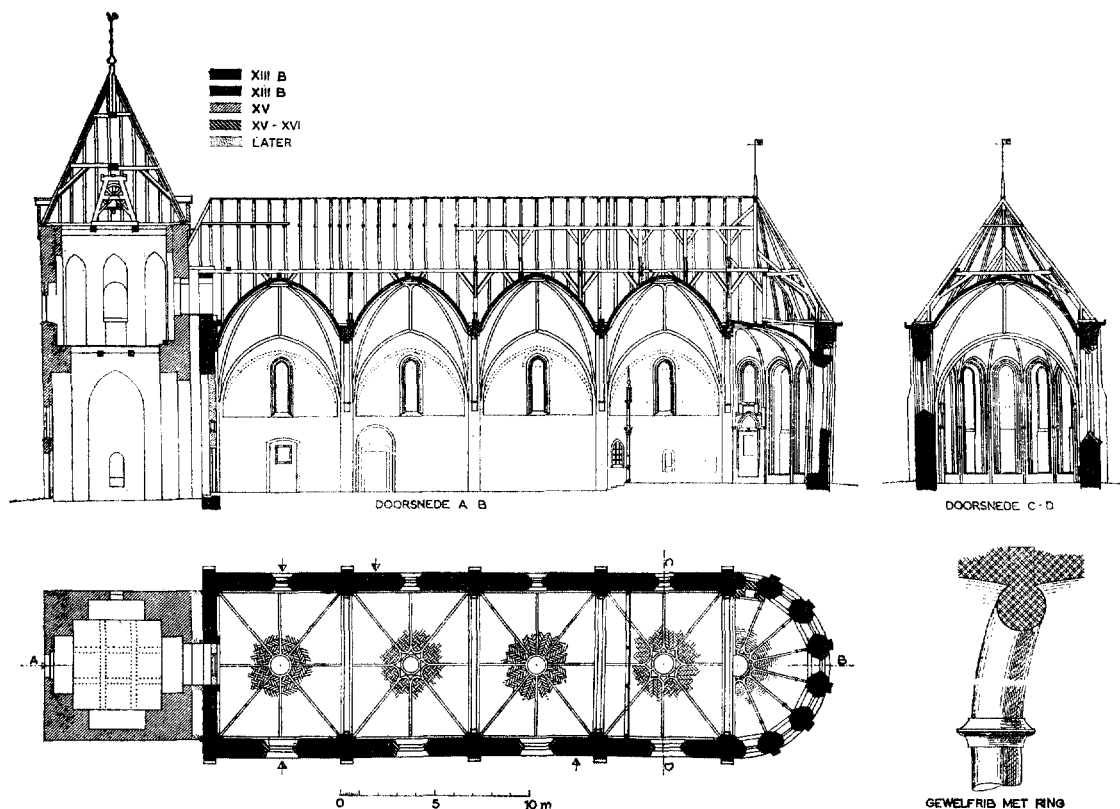 XIII B
XIII B
XV
XV - XVI
LATER
DOORSNEDE A B
DOORSNEDE C-D
C
A
B
D
0 5 10 m
GEWELFRIB MET RING